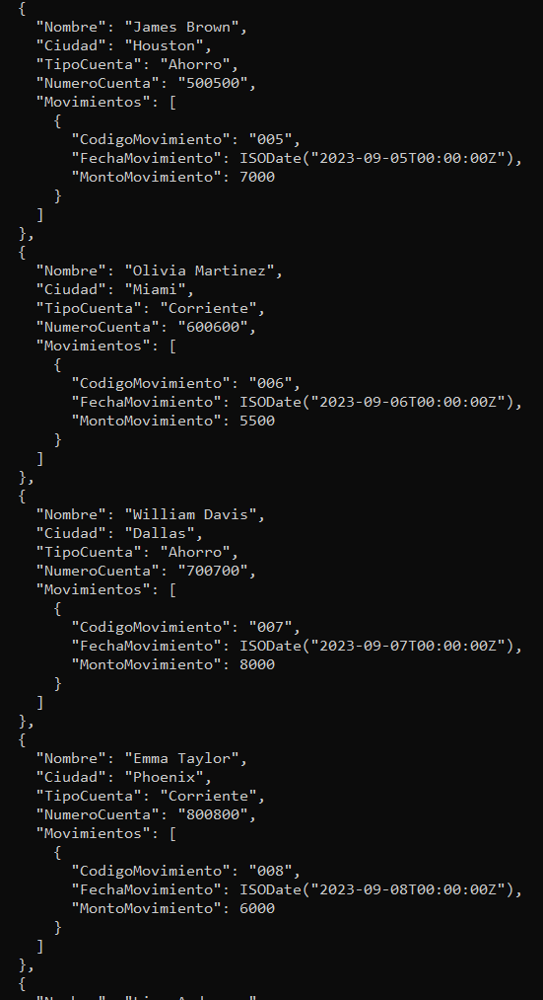 {
"Nombre": "James Brown",
"Ciudad": "Houston",
"TipoCuenta": "Ahorro",
"NumeroCuenta": "500500",
"Movimientos": [
{
"CodigoMovimiento": "005",
"FechaMovimiento": ISODate("2023-09-05T00:00:00Z"),
"MontoMovimiento": 7000
}
]
},
{
"Nombre": "Olivia Martinez",
"Ciudad": "Miami",
"TipoCuenta": "Corriente",
"NumeroCuenta": "600600",
"Movimientos": [
{
"CodigoMovimiento": "006",
"FechaMovimiento": ISODate("2023-09-06T00:00:00Z"),
"MontoMovimiento": 5500
}
]
},
{
"Nombre": "William Davis",
"Ciudad": "Dallas",
"TipoCuenta": "Ahorro",
"NumeroCuenta": "700700",
"Movimientos": [
{
"CodigoMovimiento": "007",
"FechaMovimiento": ISODate("2023-09-07T00:00:00Z"),
"MontoMovimiento": 8000
}
]
},
{
"Nombre": "Emma Taylor",
"Ciudad": "Phoenix",
"TipoCuenta": "Corriente",
"NumeroCuenta": "800800",
"Movimientos": [
{
"CodigoMovimiento": "008",
"FechaMovimiento": ISODate("2023-09-08T00:00:00Z"),
"MontoMovimiento": 6000
}
]
},
{